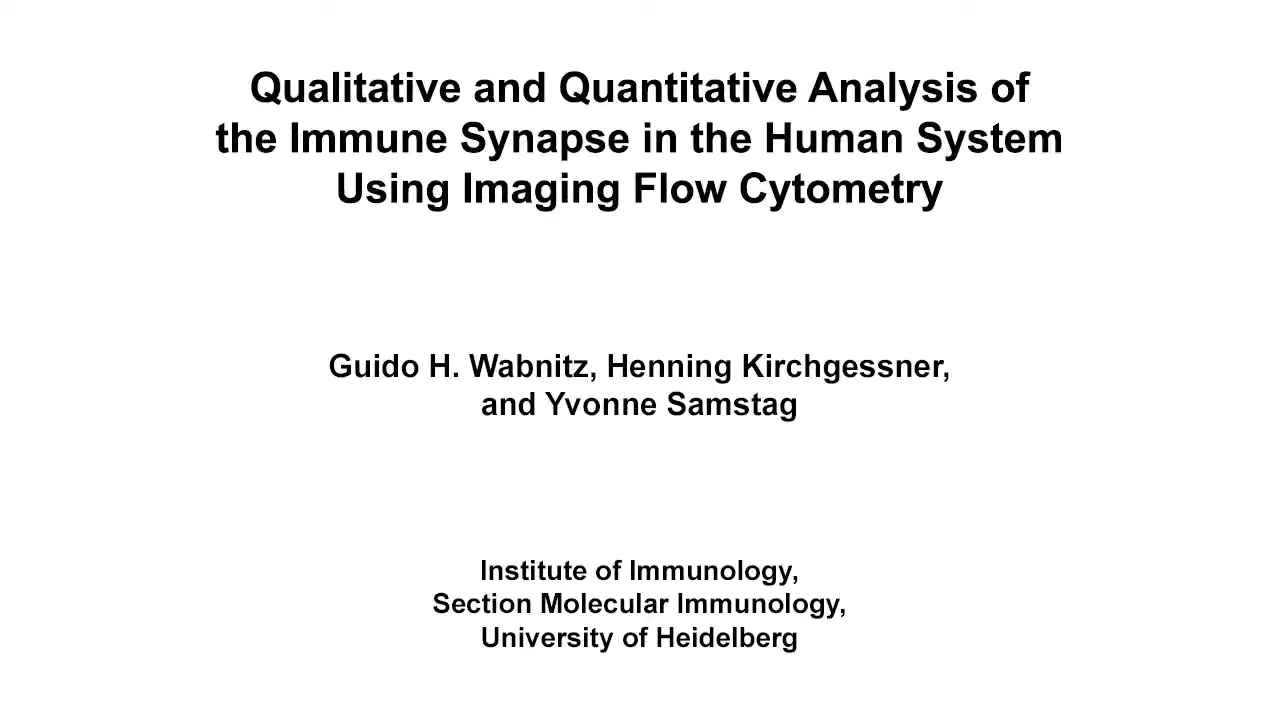 Qualitative and Quantitative Analysis of
the Immune Synapse in the Human System
Using Imaging Flow Cytometry
Guido H. Wabnitz, Henning Kirchgessner,
and Yvonne Samstag
Institute of Immunology,
Section Molecular Immunology,
University of Heidelberg